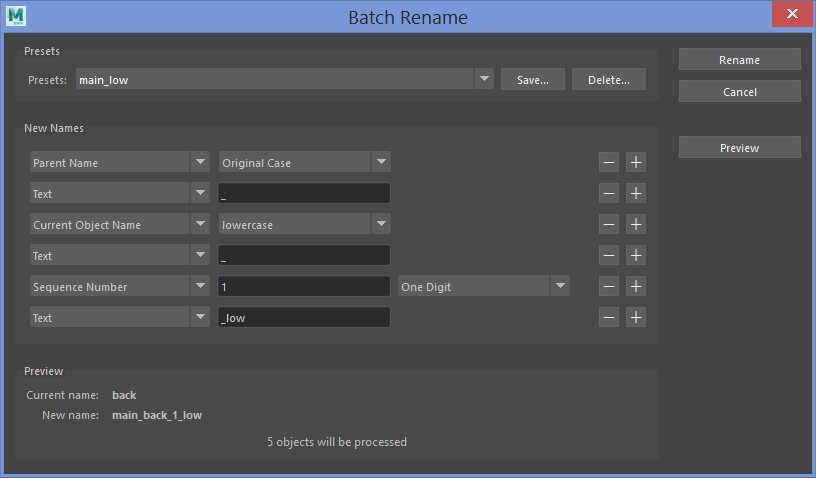 Batch Rename
Presets
Presets: main_low Save... Delete...
Rename
Cancel
Preview
New Names
Parent Name Original Case
Text _
Current Object Name lowercase
Text _
Sequence Number 1 One Digit
Text _low
Preview
Current name: back
New name: main_back_1_low
5 objects will be processed